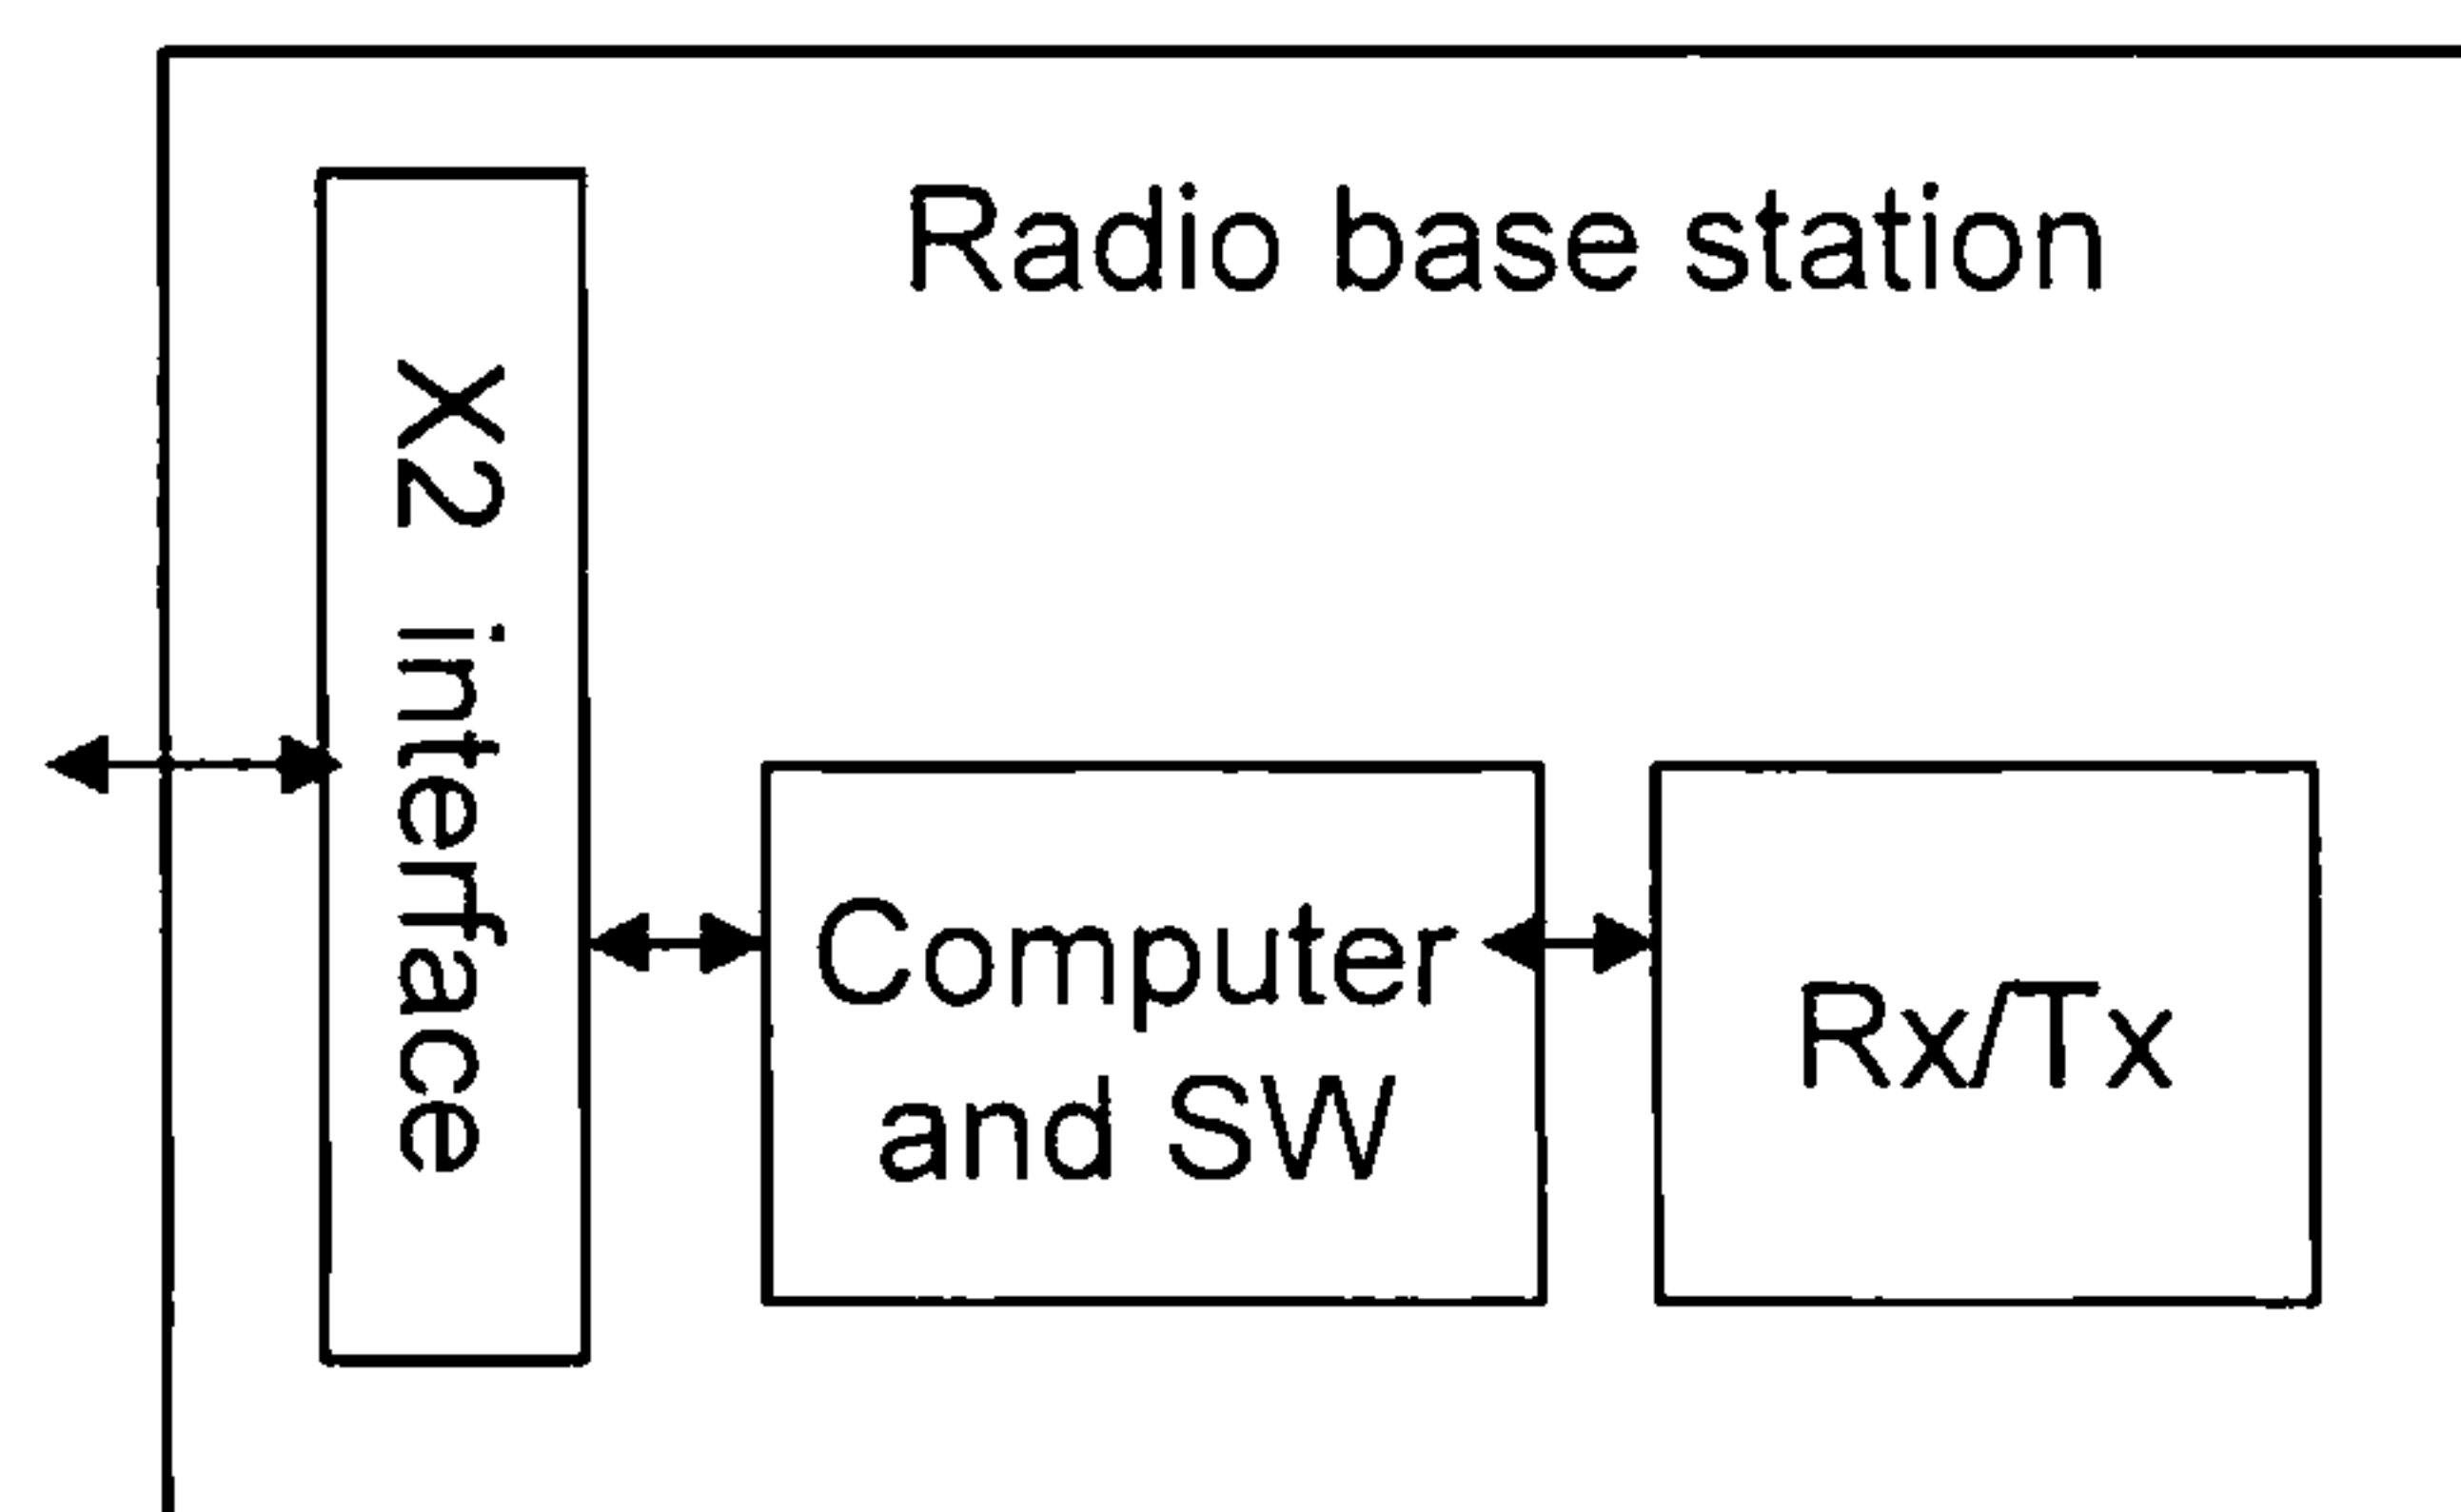 Radio base station
X2 interface
Computer
and SW
Rx/Tx